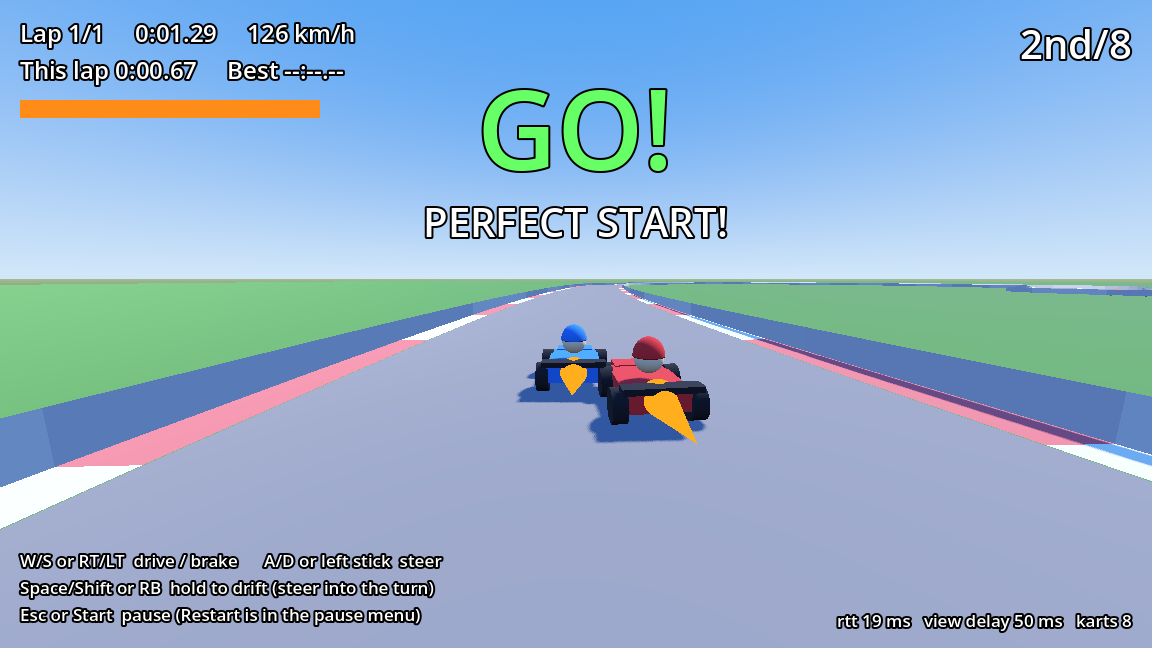 Lap 1/1 0:01.29 126 km/h
2nd/8
This lap 0:00.67 Best --:--.--
GO!
PERFECT START!
W/S or RT/LT drive / brake A/D or left stick steer
Space/Shift or RB hold to drift (steer into the turn)
Esc or Start pause (Restart is in the pause menu)
rtt 19 ms view delay 50 ms karts 8